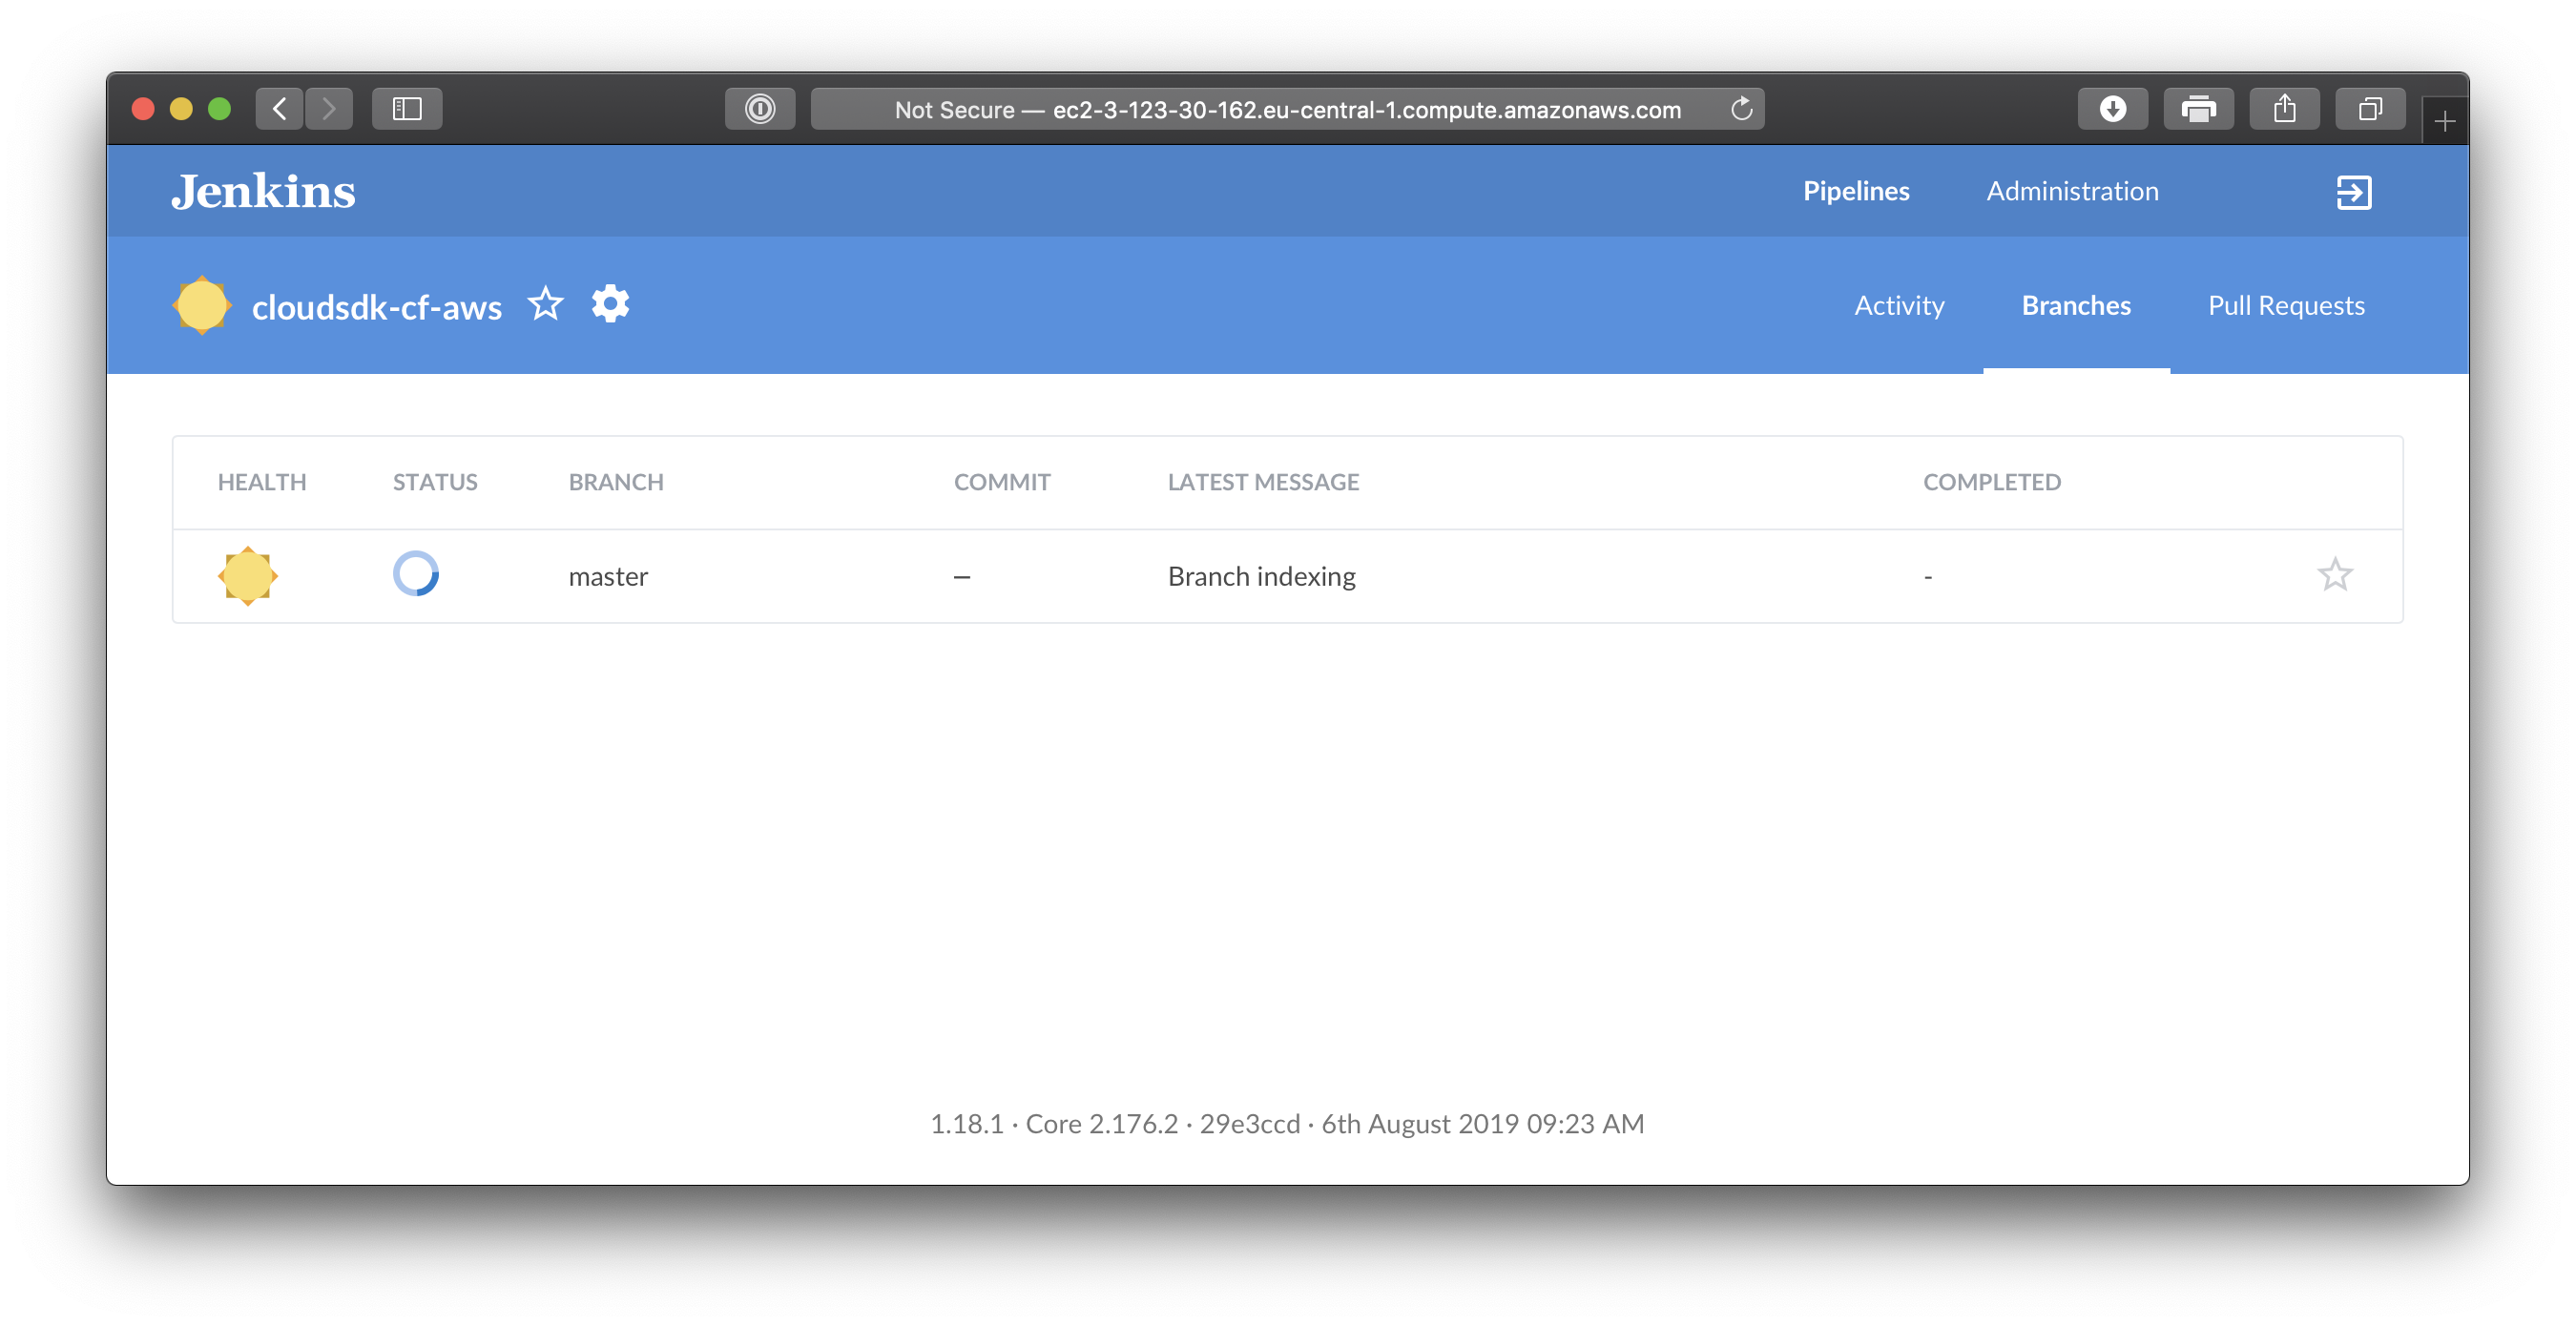 Not Secure — ec2-3-123-30-162.eu-central-1.compute.amazonaws.com
Jenkins
Pipelines Administration
cloudsdk-cf-aws
Activity Branches Pull Requests
HEALTH STATUS BRANCH COMMIT LATEST MESSAGE COMPLETED
master – Branch indexing -
1.18.1 · Core 2.176.2 · 29e3ccd · 6th August 2019 09:23 AM